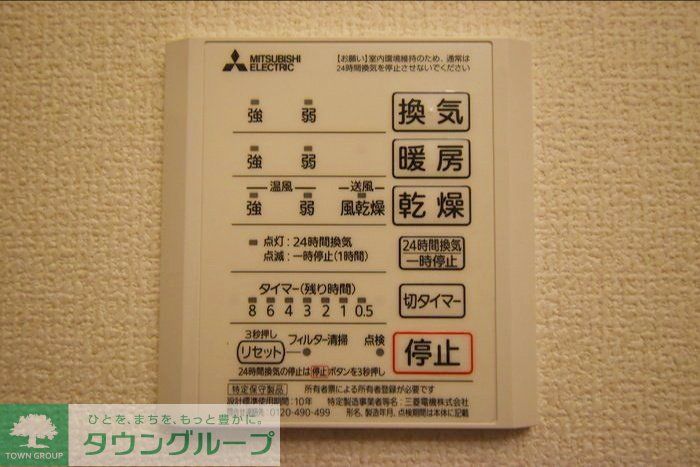 MITSUBISHI ELECTRIC
【お願い】室内環境維持のため、通常は
24時間換気を停止させないでください
強 弱 換気
強 弱 暖房
温風 送風
強 弱 風乾燥 乾燥
点灯:24時間換気
点滅:一時停止(1時間)
24時間換気
一時停止
タイマー(残り時間)
8 6 4 3 2 1 0.5
切タイマー
3秒押し
リセット フィルター清掃 点検
停止
24時間換気の停止は停止ボタンを3秒押し
特定保守製品 所有者票による所有者登録が必要です
設計標準使用期間:10年 特定製造事業者等名:三菱電機株式会社
0120-490-499 形名、製造年月、点検期間は本体に記載
ひとを、まちを、もっと豊かに。
タウングループ
TOWN GROUP